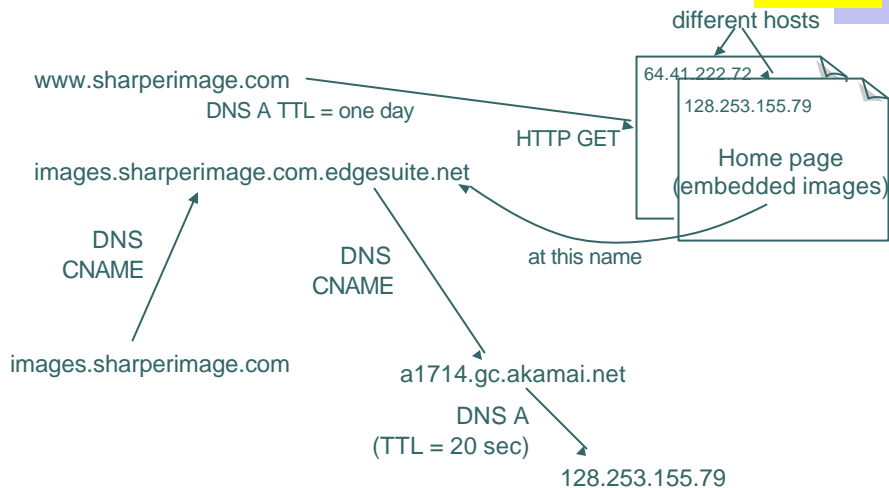 different hosts
www.sharperimage.com
64.41.222.72
DNS A TTL = one day
128.253.155.79
HTTP GET
Home page
(embedded images)
images.sharperimage.com.edgesuite.net
DNS
CNAME
DNS
CNAME
at this name
images.sharperimage.com
a1714.gc.akamai.net
DNS A
(TTL = 20 sec)
128.253.155.79